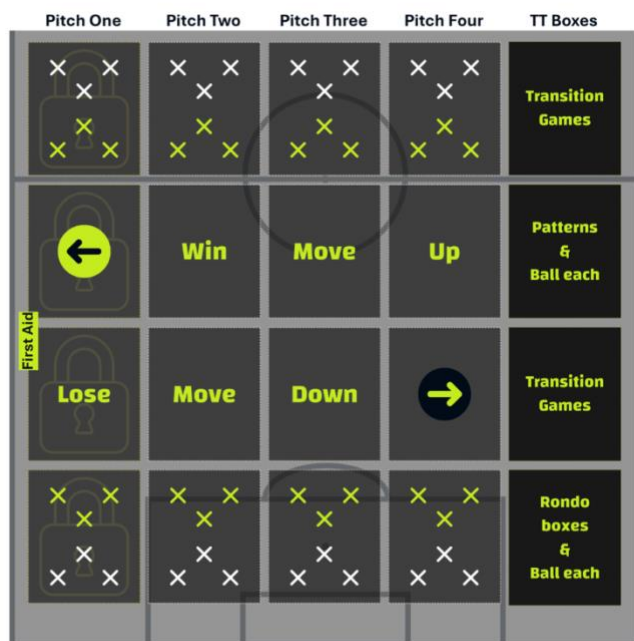 Pitch One Pitch Two Pitch Three Pitch Four TT Boxes
Transition
Games
Win Move Up
Patterns
&
Ball each
First Aid
Lose Move Down
Transition
Games
Rondo
boxes
&
Ball each